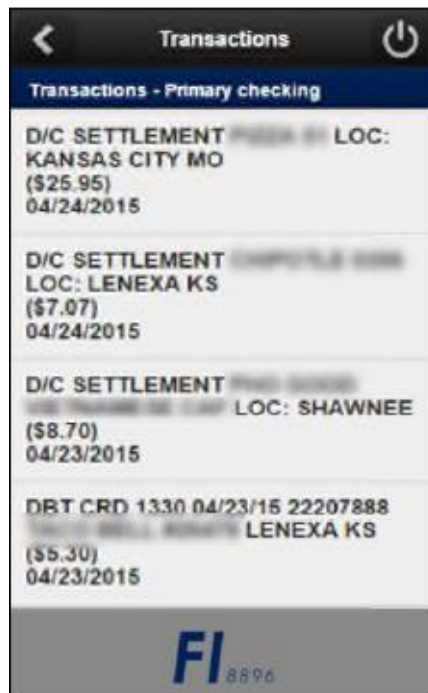 Transactions
Transactions - Primary checking
D/C SETTLEMENT LOC:
KANSAS CITY MO
($25.95)
04/24/2015
D/C SETTLEMENT
LOC: LENEXA KS
($7.07)
04/24/2015
D/C SETTLEMENT
LOC: SHAWNEE
($8.70)
04/23/2015
DBT CRD 1330 04/23/15 22207888
LENEXA KS
($5.30)
04/23/2015
FI 8896